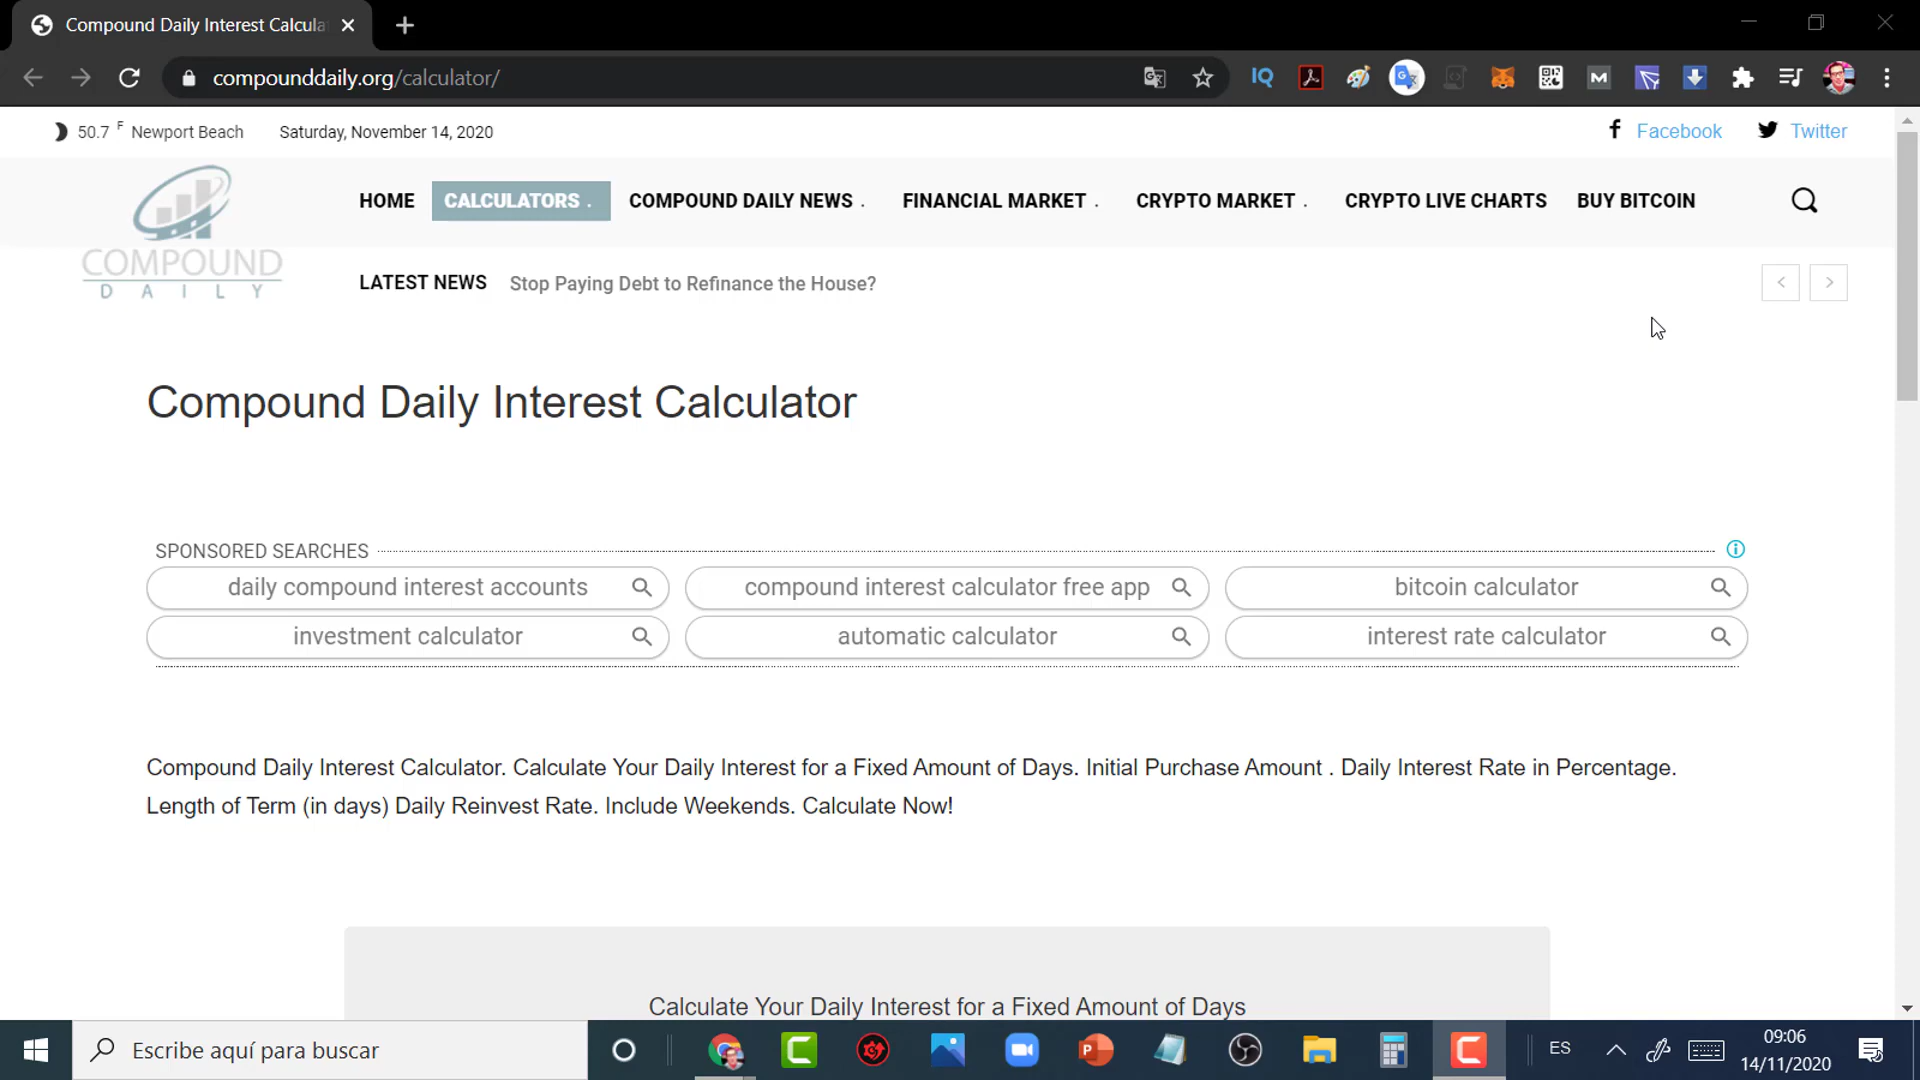 Compound Daily Interest Calcula
compounddaily.org/calculator/
50.7 F Newport Beach Saturday, November 14, 2020
Facebook Twitter
COMPOUND
DAILY
HOME CALCULATORS . COMPOUND DAILY NEWS . FINANCIAL MARKET . CRYPTO MARKET . CRYPTO LIVE CHARTS BUY BITCOIN
LATEST NEWS Stop Paying Debt to Refinance the House?
Compound Daily Interest Calculator
SPONSORED SEARCHES
daily compound interest accounts compound interest calculator free app bitcoin calculator
investment calculator automatic calculator interest rate calculator
Compound Daily Interest Calculator. Calculate Your Daily Interest for a Fixed Amount of Days. Initial Purchase Amount . Daily Interest Rate in Percentage.
Length of Term (in days) Daily Reinvest Rate. Include Weekends. Calculate Now!
Calculate Your Daily Interest for a Fixed Amount of Days
Escribe aquí para buscar
ES
09:06
14/11/2020